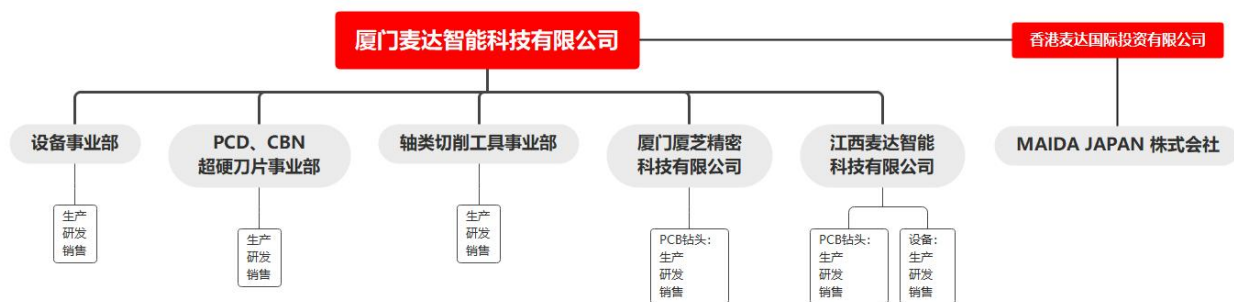 厦门麦达智能科技有限公司
香港麦达国际投资有限公司
设备事业部
PCD、CBN
超硬刀片事业部
轴类切削工具事业部
厦门厦芝精密
科技有限公司
江西麦达智能
科技有限公司
MAIDA JAPAN 株式会社
生产
研发
销售
生产
研发
销售
生产
研发
销售
PCB钻头:
生产
研发
销售
PCB钻头:
生产
研发
销售
设备:
生产
研发
销售